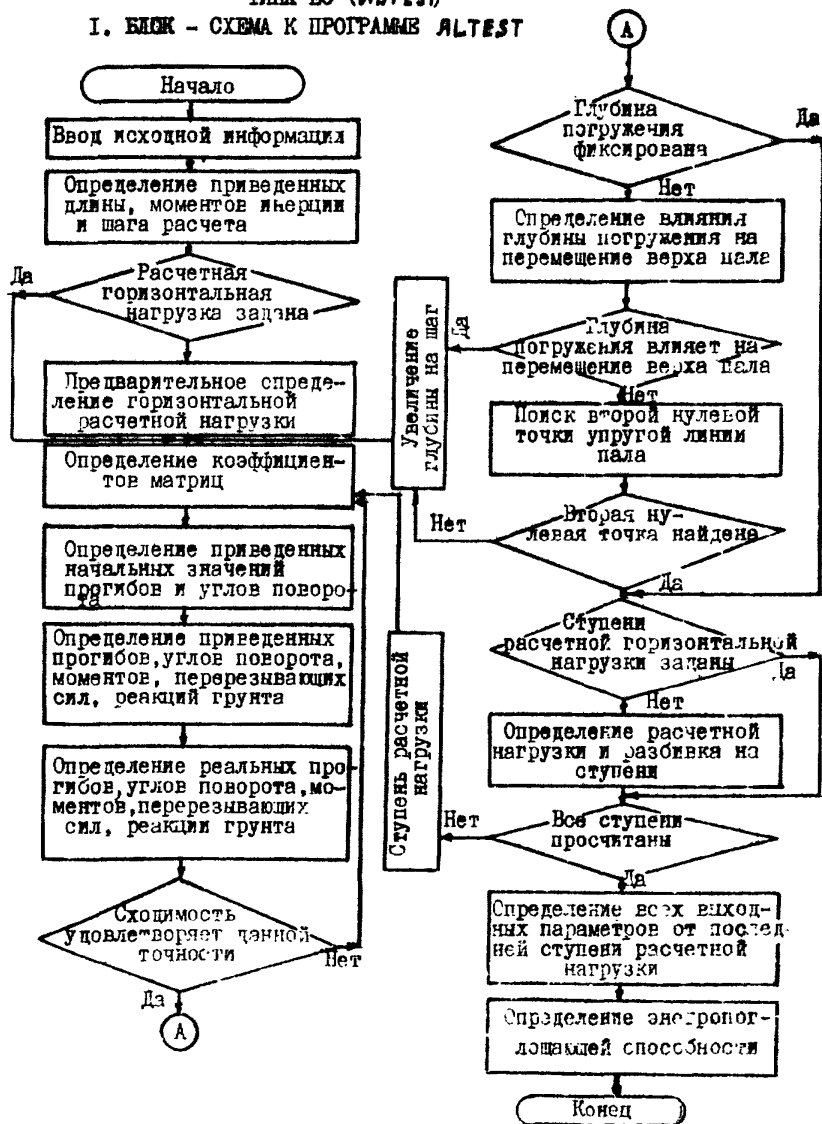 I. БЛОК - СХЕМА К ПРОГРАММЕ ALTEST
Начало
Ввод исходной информация
Определение приведенных
длины, моментов инерции
и шага расчета
Да
Расчетная
горизонтальная
нагрузка задана
Предварительное опреде-
ление горизонтальной
расчетной нагрузки
Определение коэффициен-
тов матриц
Определение приведенных
начальных значений
прогибов и углов поворо-
та
Определение приведенных
прогибов, углов поворота,
моментов, перерезывающих
сил, реакций грунта
Определение реальных про-
гибов, углов поворота, мо-
ментов, перерезывающих
сил, реакции грунта
Сходимость
удовлетворяет данной
точности
Нет
Да
А
А
Глубина
погружения
фиксирована
Да
Нет
Определение влияния
глубины погружения на
перемещение верха пала
Глубина
погружения влияет на
перемещение верха пала
Да
Нет
Увеличение
глубины на шаг
Поиск второй нулевой
точки упругой линии
пала
Вторая ну-
левая точка найдена
Нет
Да
Ступени
расчетной горизонтальной
нагрузки заданы
Да
Нет
Определение расчетной
нагрузки и разбивка на
ступени
Все ступени
просчитаны
Нет
Да
Ступень расчетной
нагрузки
Определение всех выход-
ных параметров от послед-
ней ступени расчетной
нагрузки
Определение энергопог-
лощающей способности
Конец